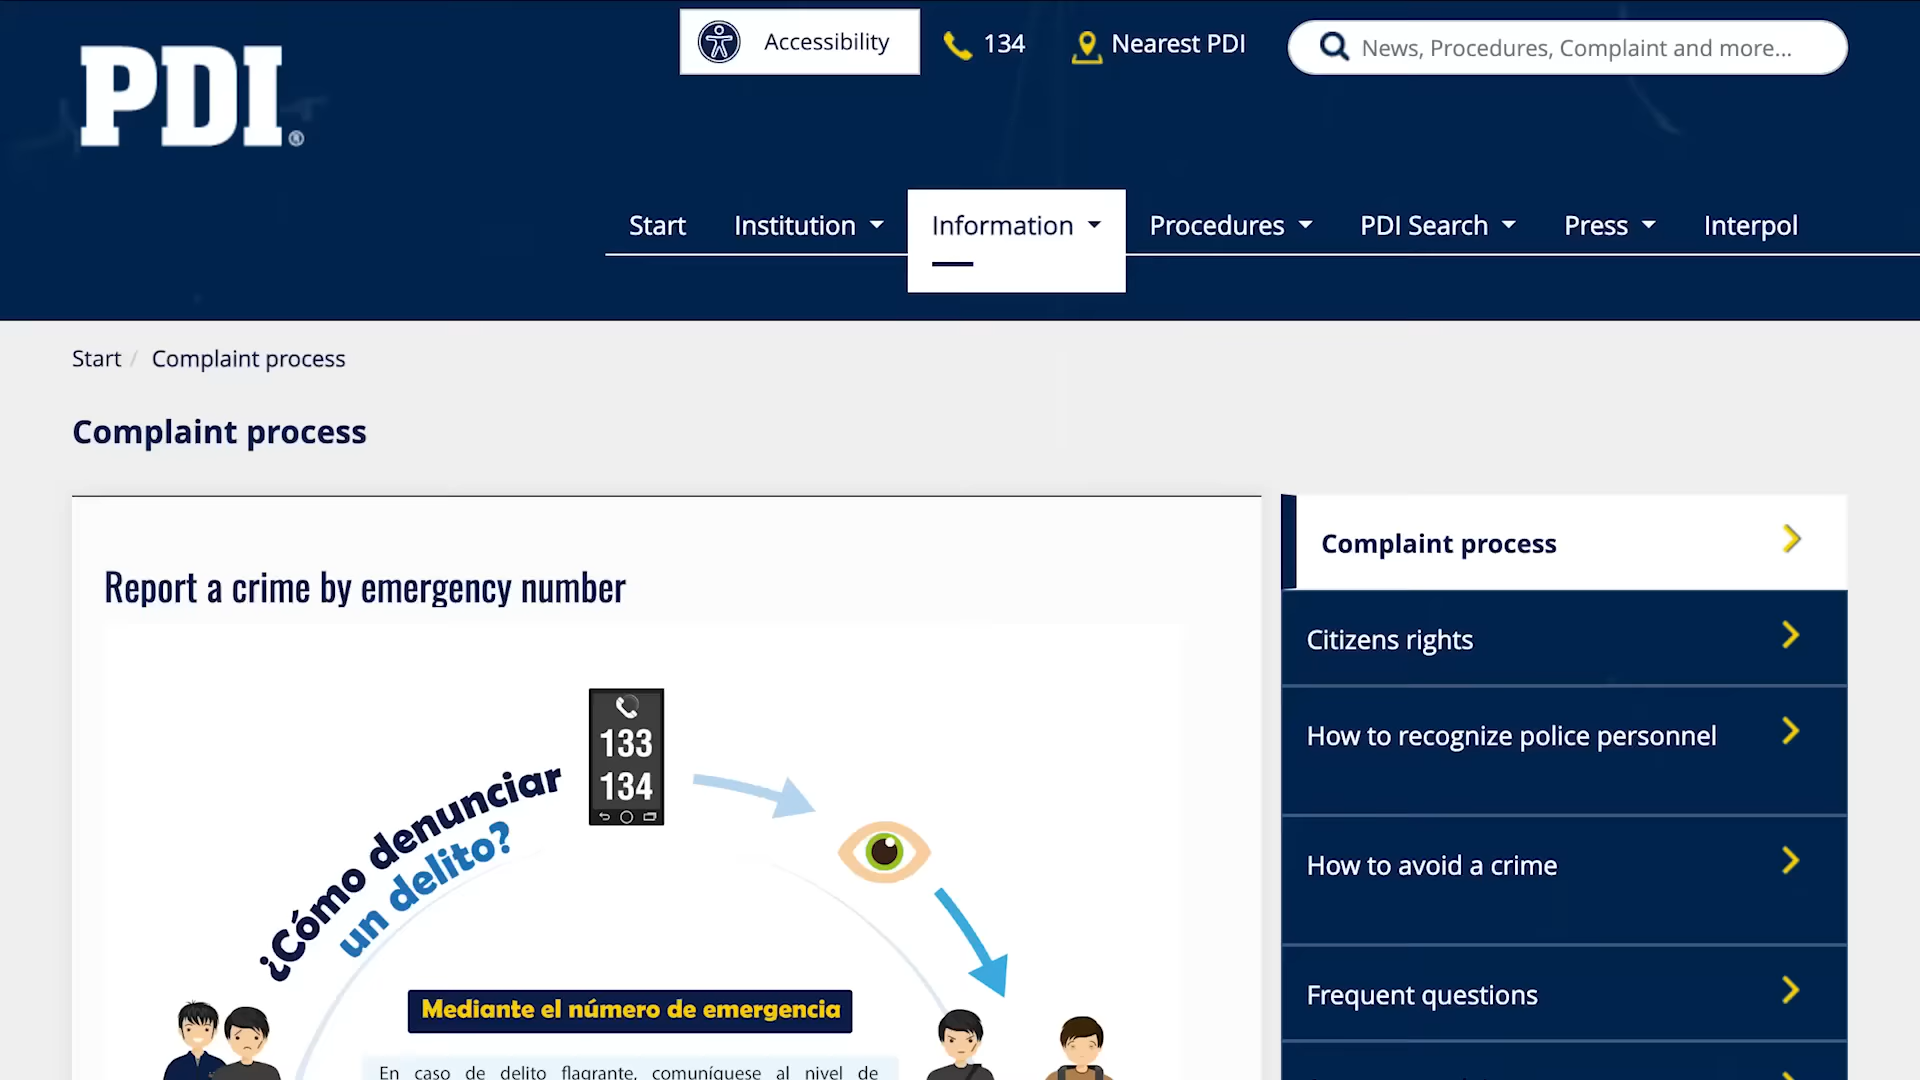 PDI®
Accessibility
134
Nearest PDI
News, Procedures, Complaint and more...
Start
Institution
Information
Procedures
PDI Search
Press
Interpol
Start / Complaint process
Complaint process
Report a crime by emergency number
133
134
¿Cómo denunciar
un delito?
Mediante el número de emergencia
En caso de delito flagrante, comuníquese al nivel de
Complaint process
Citizens rights
How to recognize police personnel
How to avoid a crime
Frequent questions